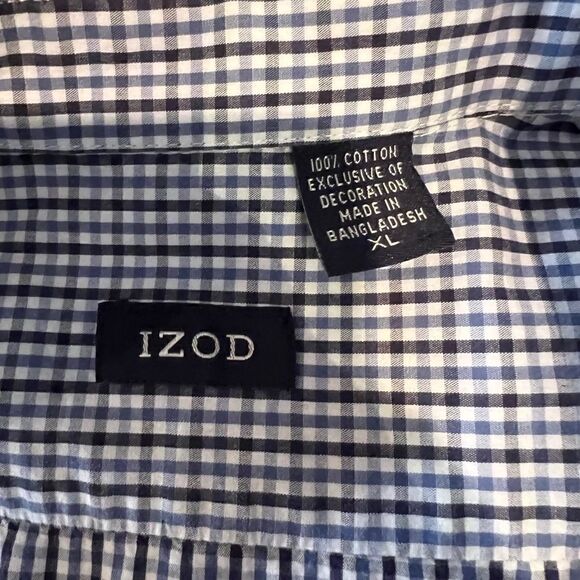 100% COTTON
EXCLUSIVE OF
DECORATION
MADE IN
BANGLADESH
XL
IZOD